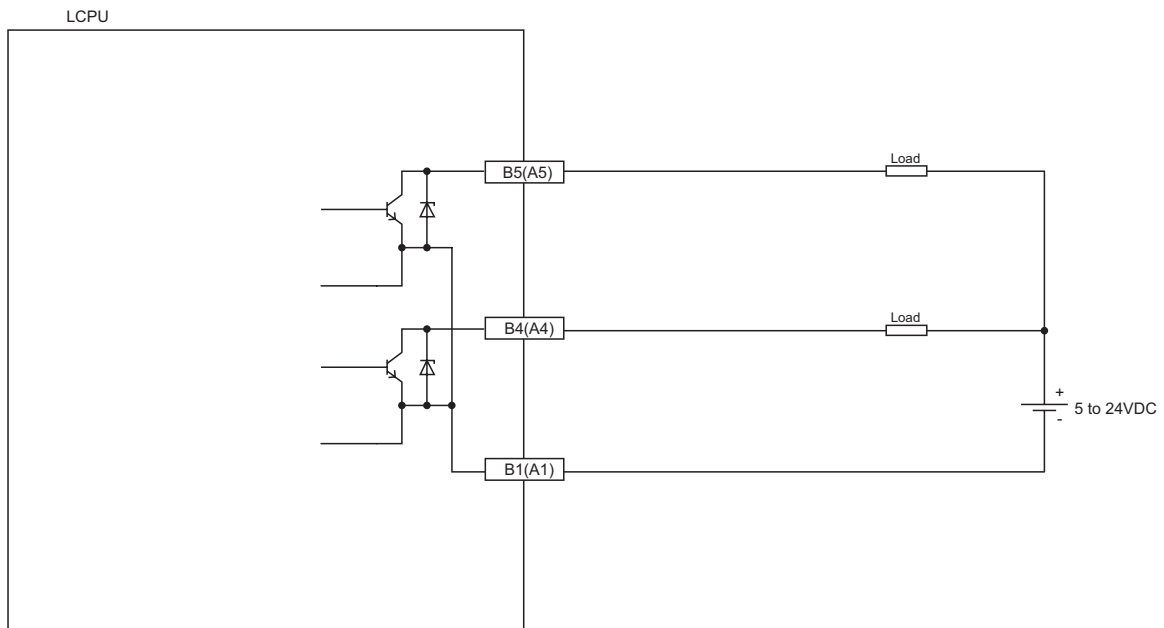 LCPU
B5(A5)
Load
B4(A4)
Load
+
5 to 24VDC
-
B1(A1)